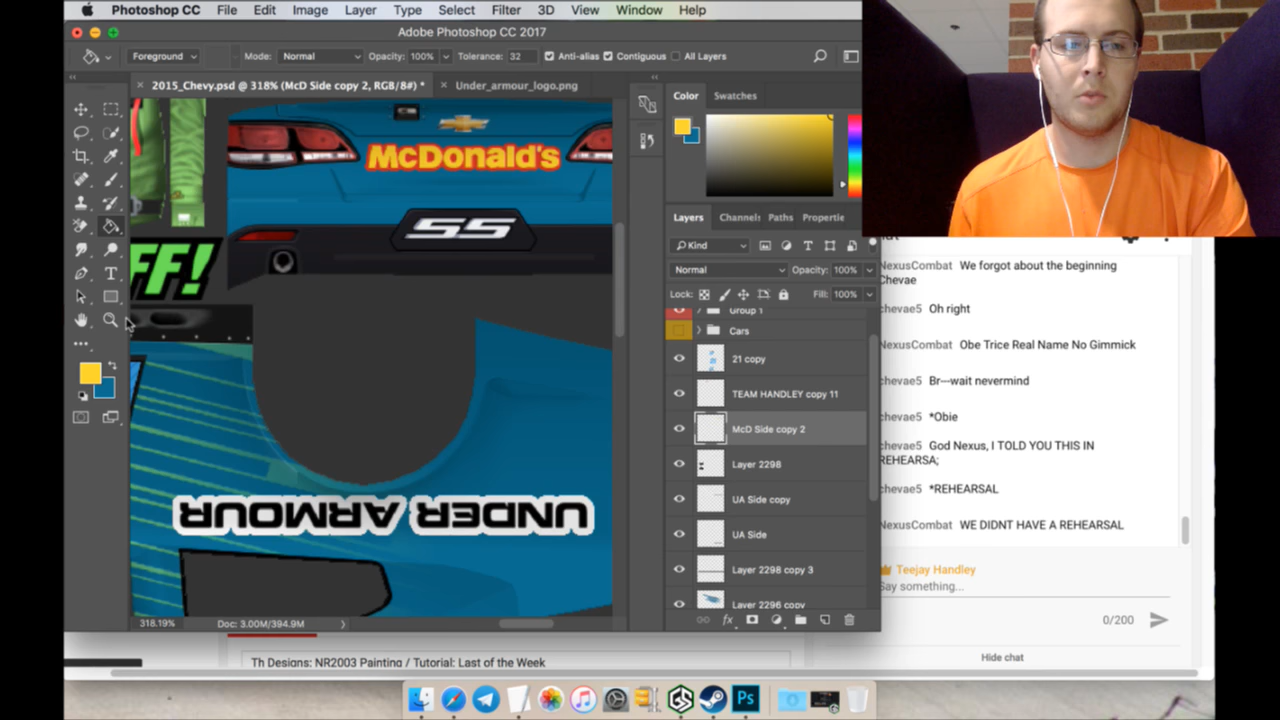 Photoshop CC File Edit Image Layer Type Select Filter 3D View Window Help
Adobe Photoshop CC 2017
Foreground Mode: Normal Opacity: 100% Tolerance: 32 Anti-alias Contiguous All Layers
2015_Chevy.psd @ 318% (McD Side copy 2, RGB/8#) * Under_armour_logo.png
Color Swatches
McDonald's
SS
FF!
UNDER ARMOUR
Layers Channel: Paths Propertie
Kind
Normal Opacity: 100%
Lock: Fill: 100%
Group 1
Cars
21 copy
TEAM HANDLEY copy 11
McD Side copy 2
Layer 2298
UA Side copy
UA Side
Layer 2298 copy 3
Layer 2296 copy
fx
318.19% Doc: 3.00M/394.9M
NexusCombat We forgot about the beginning
Chevae
chevae5 Oh right
NexusCombat Obe Trice Real Name No Gimmick
chevae5 Br---wait nevermind
chevae5 *Obie
chevae5 God Nexus, I TOLD YOU THIS IN
REHEARSA;
chevae5 *REHEARSAL
NexusCombat WE DIDNT HAVE A REHEARSAL
Teejay Handley
Say something...
0/200
Hide chat
Th Designs: NR2003 Painting / Tutorial: Last of the Week
Ps